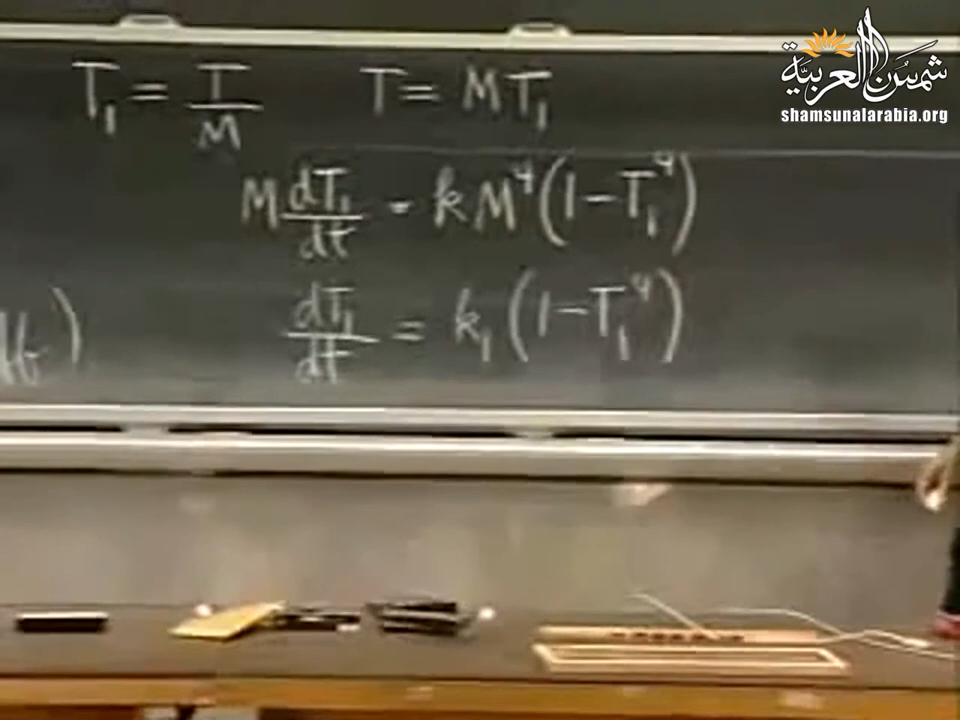 شمس العربية
shamsunalarabia.org
T₁ = T/M T = MT₁
M dT₁/dt = kM⁴(1-T₁⁴)
dT₁/dt = k₁(1-T₁⁴)